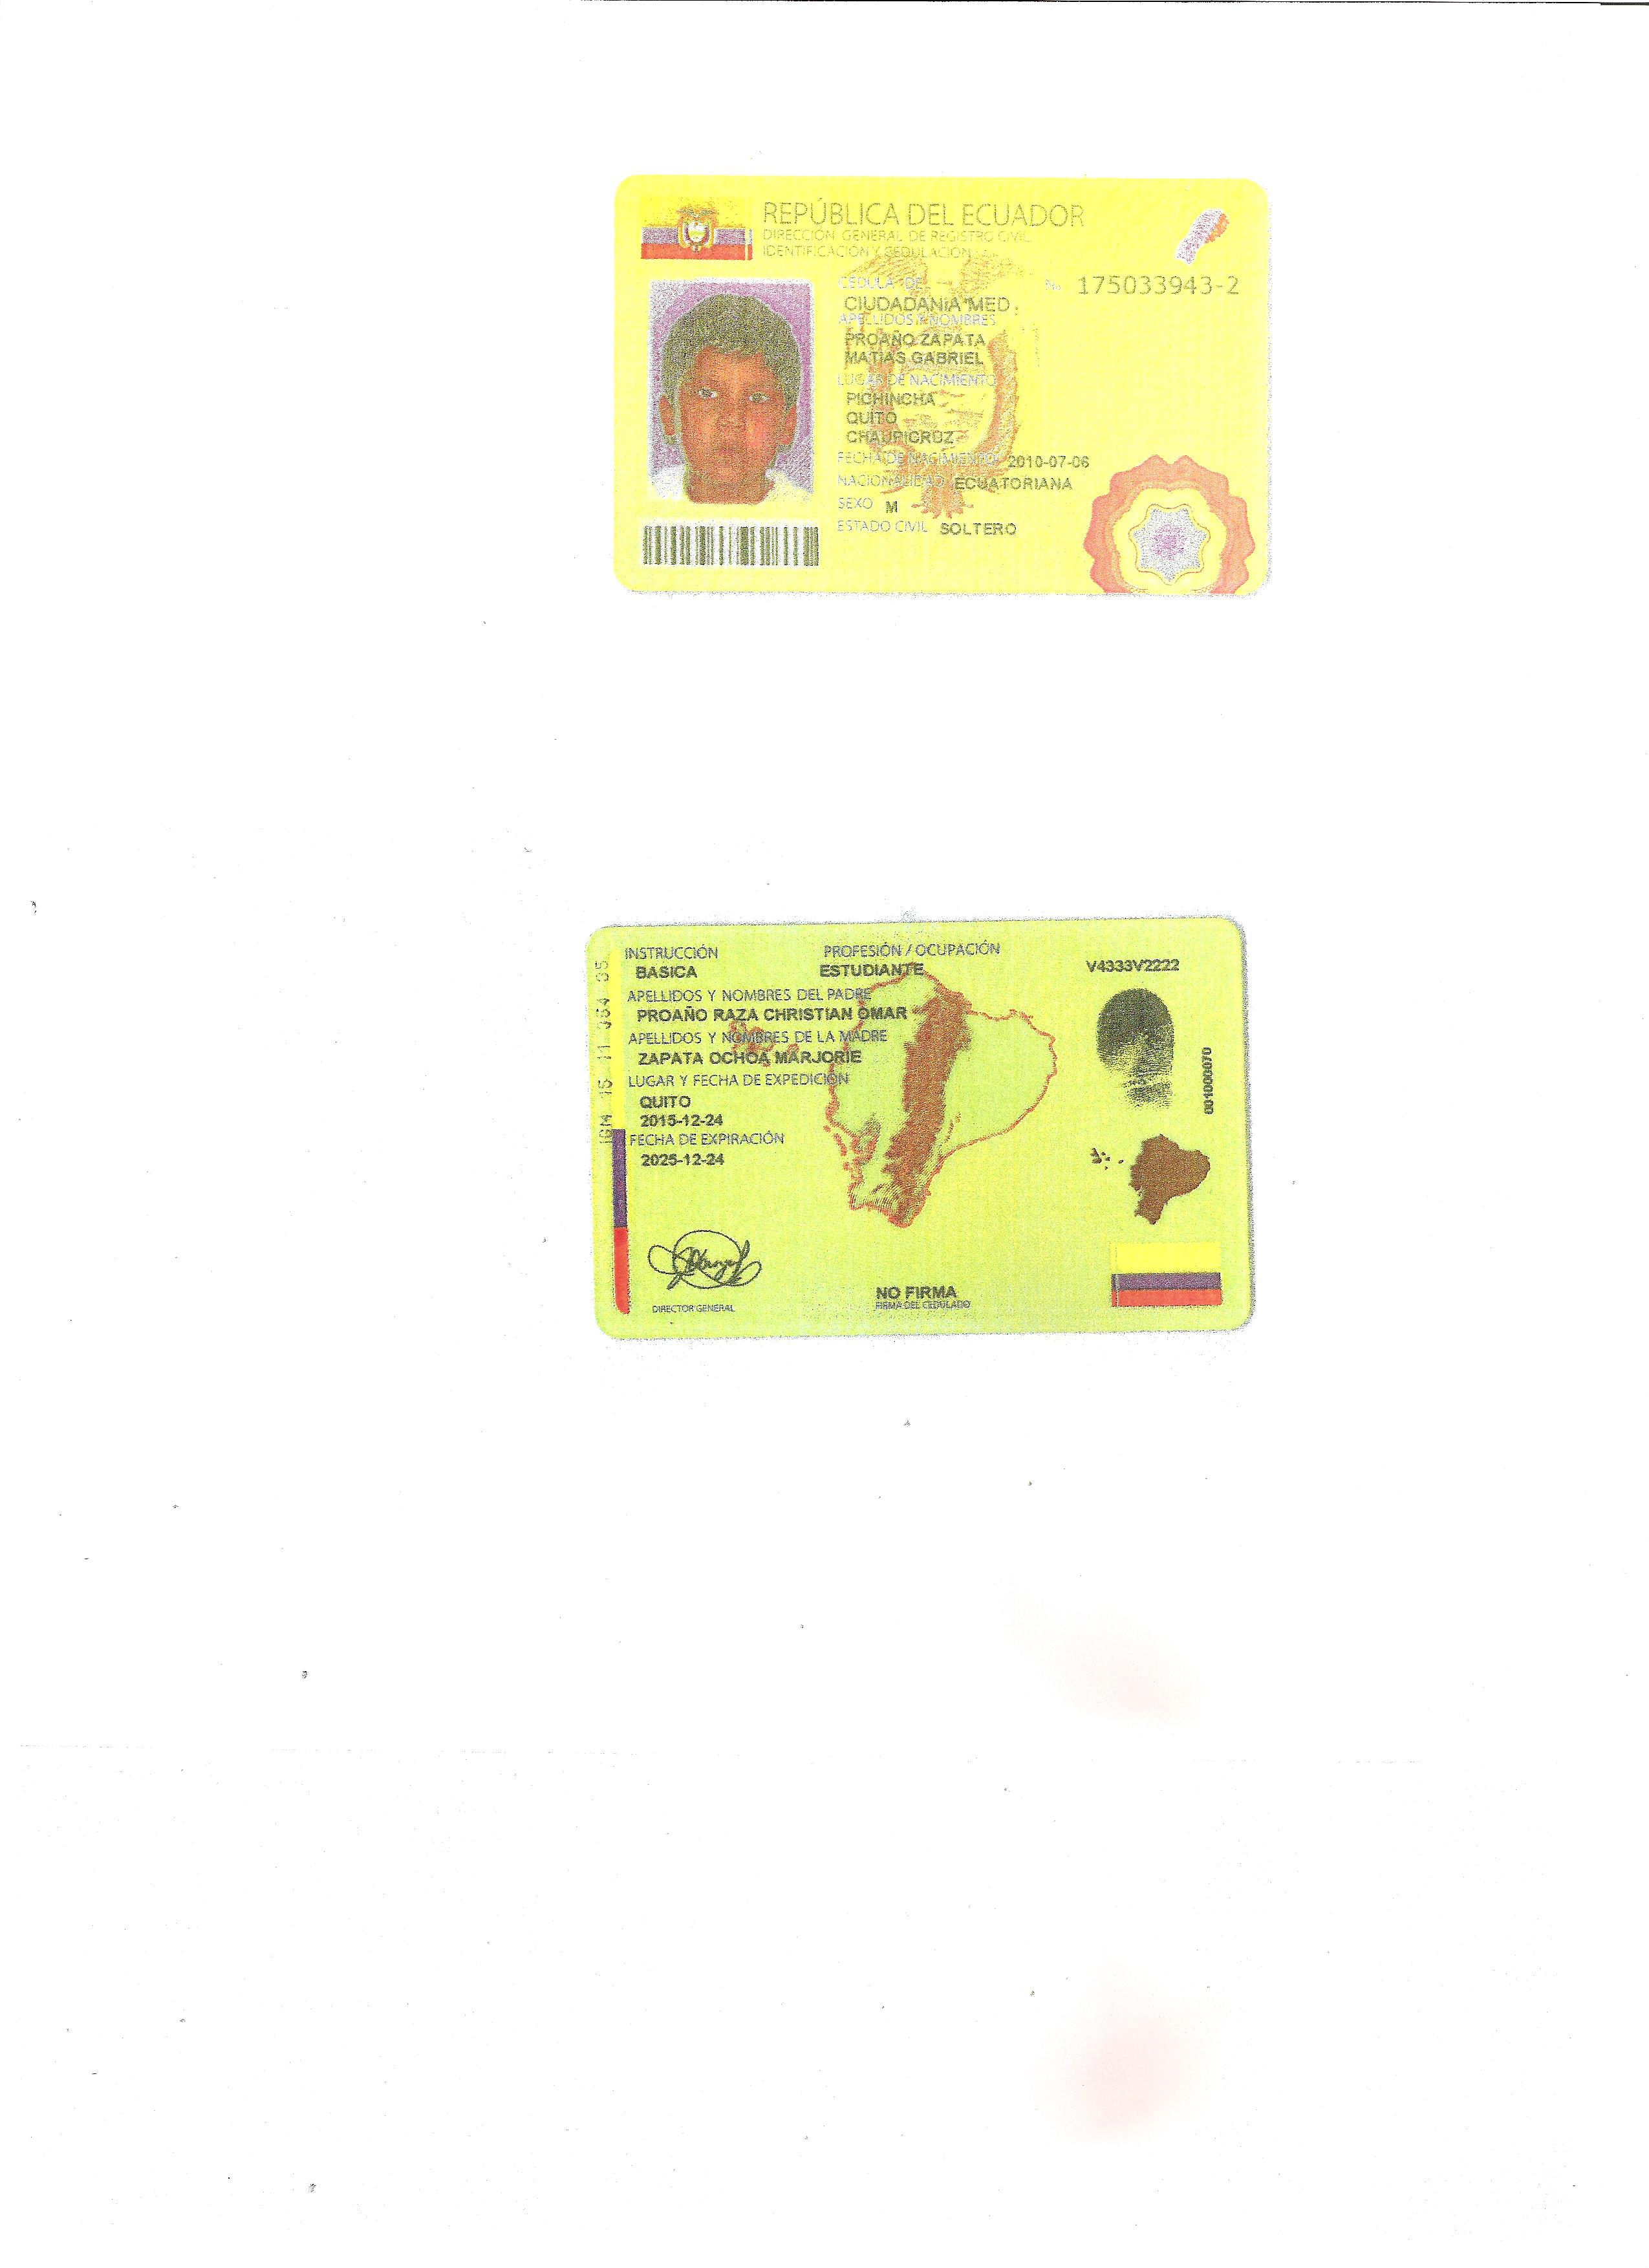 REPÚBLICA DEL ECUADOR
DIRECCIÓN GENERAL DE REGISTRO CIVIL
IDENTIFICACIÓN Y CEDULACIÓN
CÉDULA DE No. 175033943-2
CIUDADANÍA MED.
APELLIDOS Y NOMBRES
PROAÑO ZAPATA
MATIAS GABRIEL
LUGAR DE NACIMIENTO
PICHINCHA
QUITO
CHAUPICRUZ
FECHA DE NACIMIENTO 2010-07-06
NACIONALIDAD ECUATORIANA
SEXO M
ESTADO CIVIL SOLTERO
INSTRUCCIÓN PROFESIÓN / OCUPACIÓN
BASICA ESTUDIANTE V4333V2222
APELLIDOS Y NOMBRES DEL PADRE
PROAÑO RAZA CHRISTIAN OMAR
APELLIDOS Y NOMBRES DE LA MADRE
ZAPATA OCHOA MARJORIE
LUGAR Y FECHA DE EXPEDICIÓN
QUITO
2015-12-24
FECHA DE EXPIRACIÓN
2025-12-24
DIRECTOR GENERAL
NO FIRMA
FIRMA DEL CEDULADO
IGM 15 11
001000070